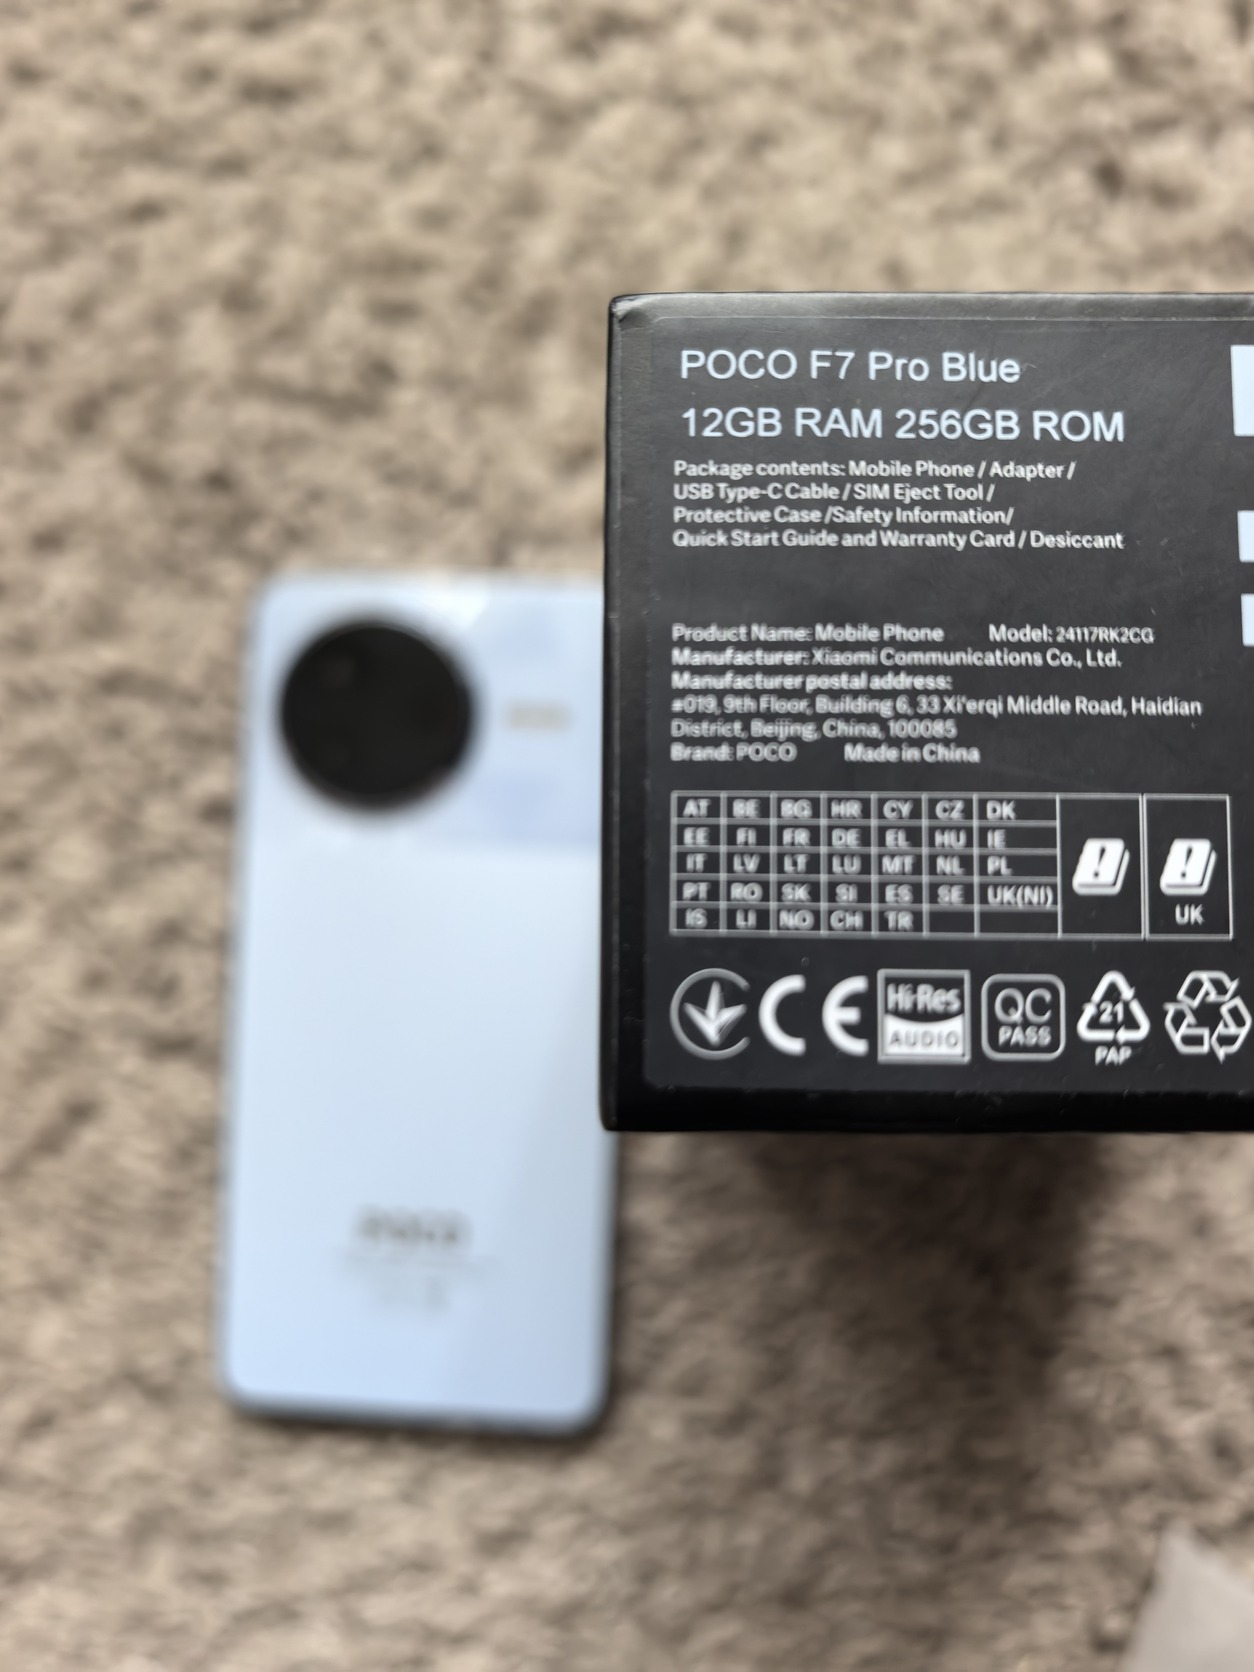 POCO F7 Pro Blue
12GB RAM 256GB ROM
Package contents: Mobile Phone / Adapter /
USB Type-C Cable / SIM Eject Tool /
Protective Case /Safety Information/
Quick Start Guide and Warranty Card / Desiccant
Product Name: Mobile Phone Model: 24117RK2CG
Manufacturer: Xiaomi Communications Co., Ltd.
Manufacturer postal address:
#019, 9th Floor, Building 6, 33 Xi'erqi Middle Road, Haidian
District, Beijing, China, 100085
Brand: POCO Made in China
AT BE BG HR CY CZ DK
EE FI FR DE EL HU IE
IT LV LT LU MT NL PL
PT RO SK SI ES SE UK(NI)
IS LI NO CH TR
UK
CE Hi-Res AUDIO QC PASS 21 PAP
POCO